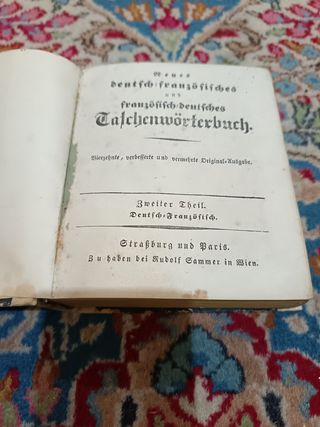 Neues
deutsch-französisches
und
französisch-deutsches
Taschenwörterbuch.
Vierzehnte, verbesserte und vermehrte Original-Ausgabe.
Zweiter Theil.
Deutsch-Französisch.
Straßburg und Paris.
Zu haben bei Rudolf Sammer in Wien.